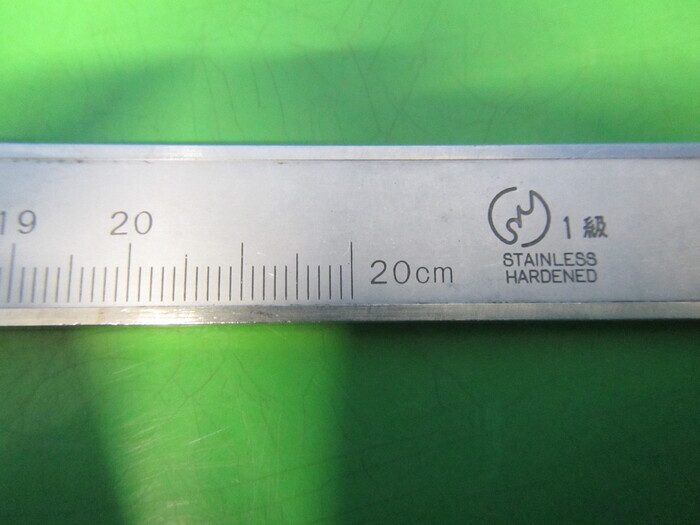 19 20
20cm
1級
STAINLESS
HARDENED